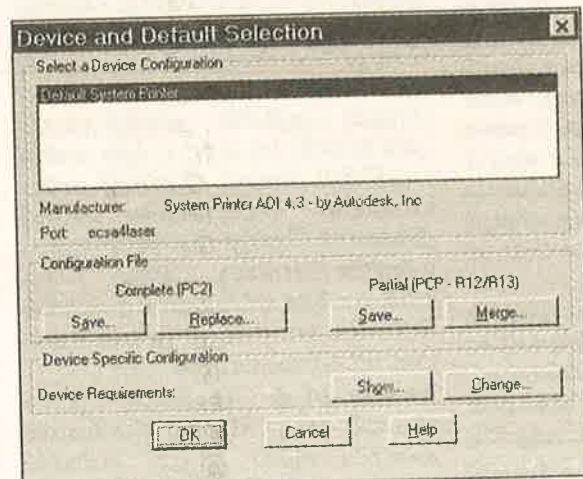 Device and Default Selection
Select a Device Configuration
Default System Printer
Manufacturer: System Printer ADI 4.3 - by Autodesk, Inc
Port: ecsa4laser
Configuration File
Complete (PC2)
Partial (PCP - R12/R13)
Save... Replace... Save... Merge...
Device Specific Configuration
Device Requirements: Show... Change...
OK Cancel Help